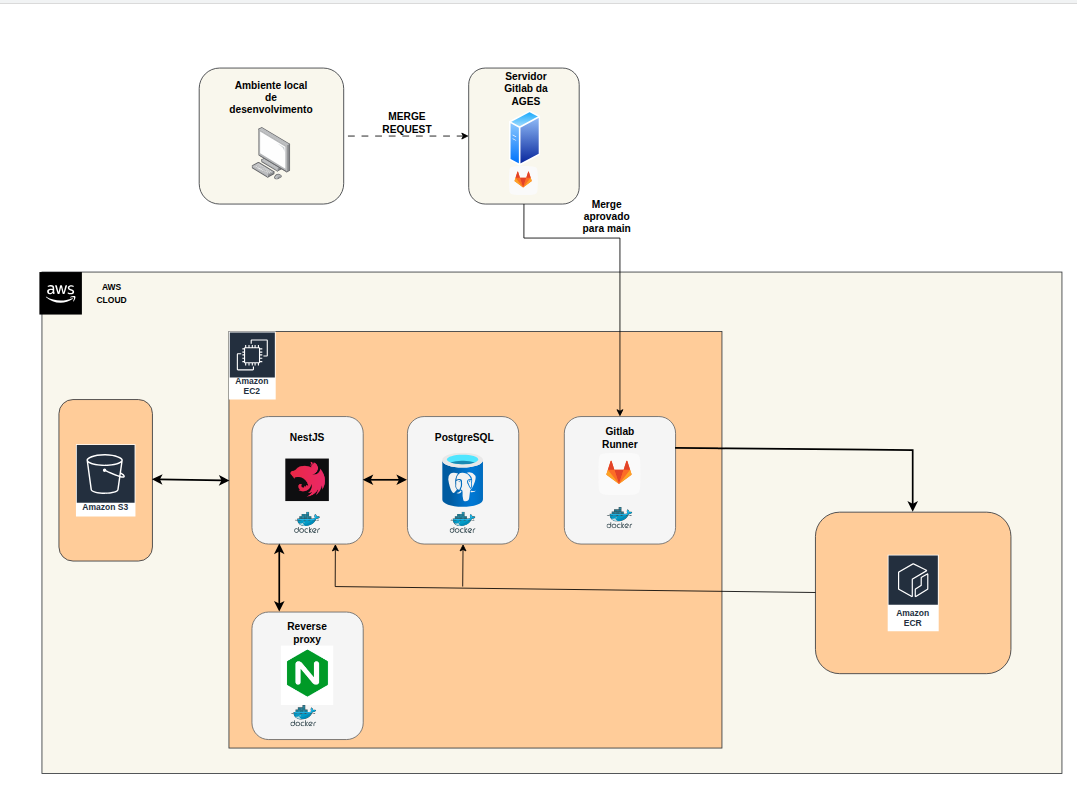 Ambiente local
de
desenvolvimento
MERGE
REQUEST
Servidor
Gitlab da
AGES
Merge
aprovado
para main
aws
AWS
CLOUD
Amazon
EC2
Amazon S3
NestJS
docker
PostgreSQL
docker
Gitlab
Runner
docker
Amazon
ECR
Reverse
proxy
N
docker